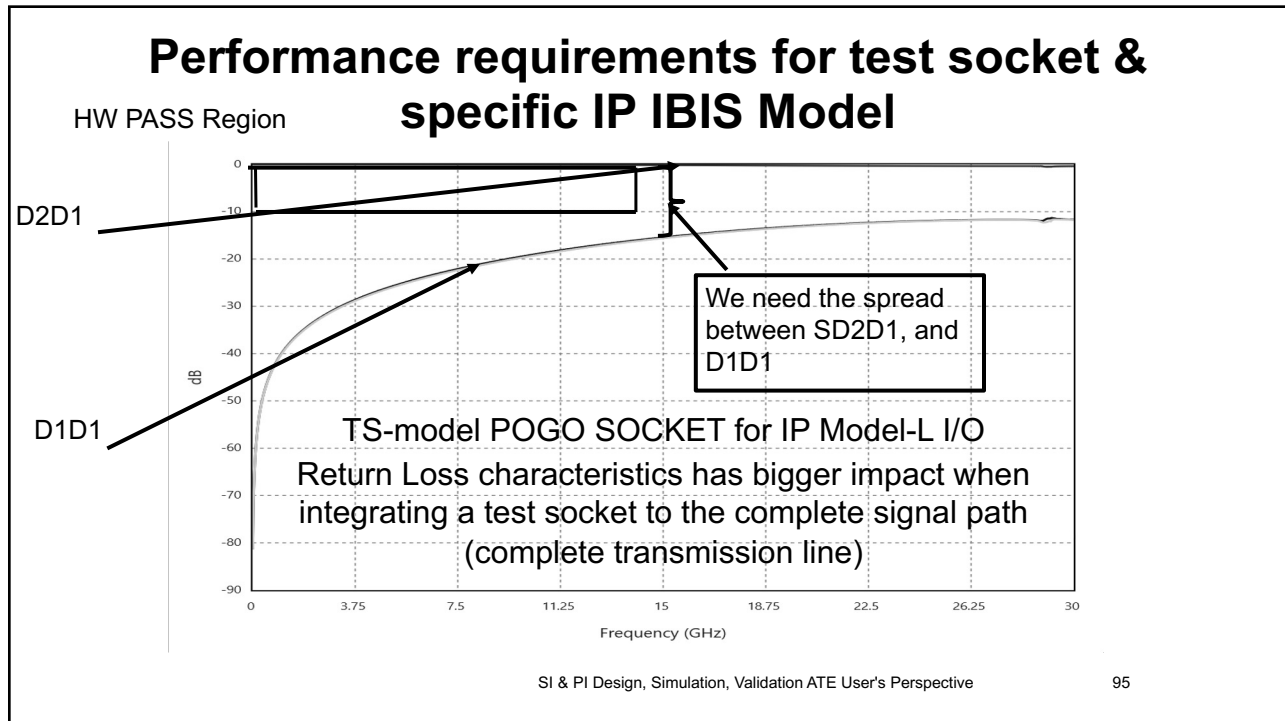 Performance requirements for test socket &
specific IP IBIS Model
HW PASS Region
D2D1
D1D1
0
-10
-20
-30
-40
-50
-60
-70
-80
-90
dB
We need the spread
between SD2D1, and
D1D1
TS-model POGO SOCKET for IP Model-L I/O
Return Loss characteristics has bigger impact when
integrating a test socket to the complete signal path
(complete transmission line)
0 3.75 7.5 11.25 15 18.75 22.5 26.25 30
Frequency (GHz)
SI & PI Design, Simulation, Validation ATE User's Perspective 95